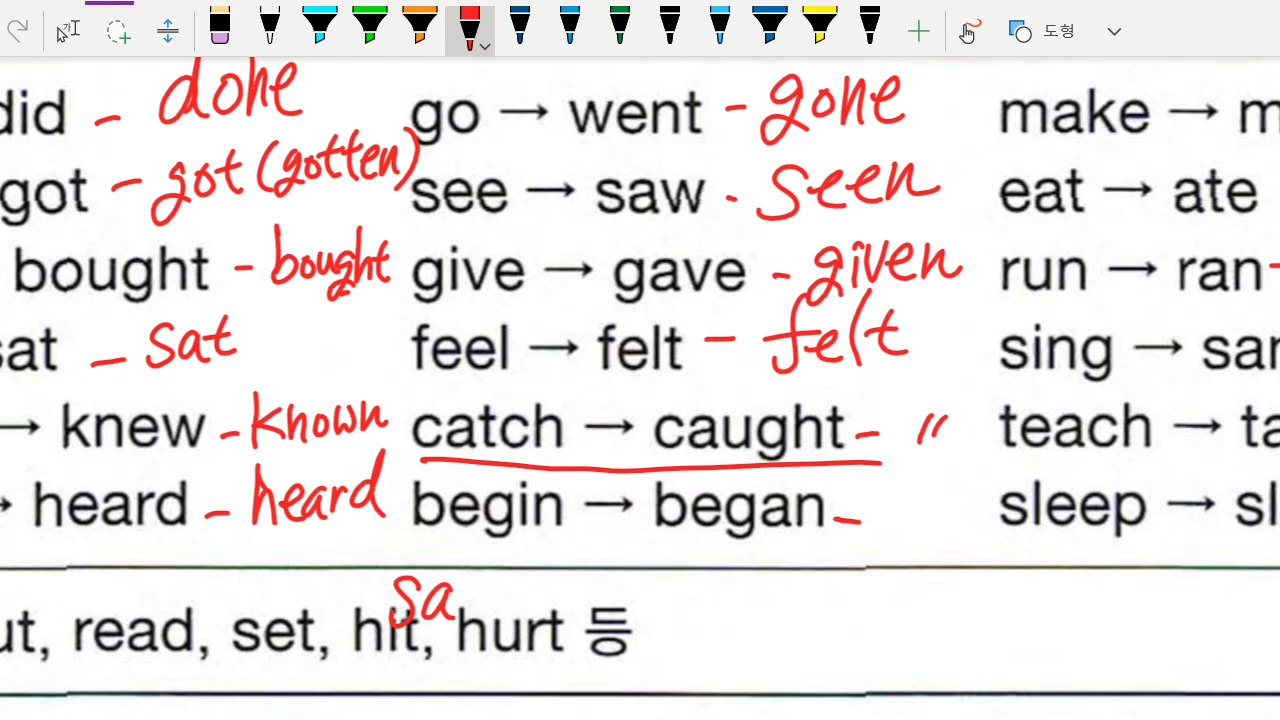 도형
did - done go → went - gone make → m
got - got (gotten) see → saw - seen eat → ate
bought - bought give → gave - given run → ran -
sat - sat feel → felt - felt sing → sar
→ knew - known catch → caught - " teach → ta
→ heard - heard begin → began - sleep → sl
sa
ut, read, set, hit, hurt 등